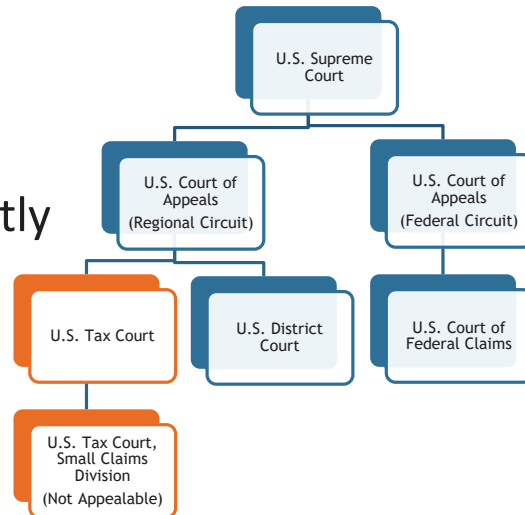 U.S. Supreme
Court
U.S. Court of
Appeals
(Regional Circuit)
U.S. Court of
Appeals
(Federal Circuit)
tly
U.S. Tax Court
U.S. District
Court
U.S. Court of
Federal Claims
U.S. Tax Court,
Small Claims
Division
(Not Appealable)